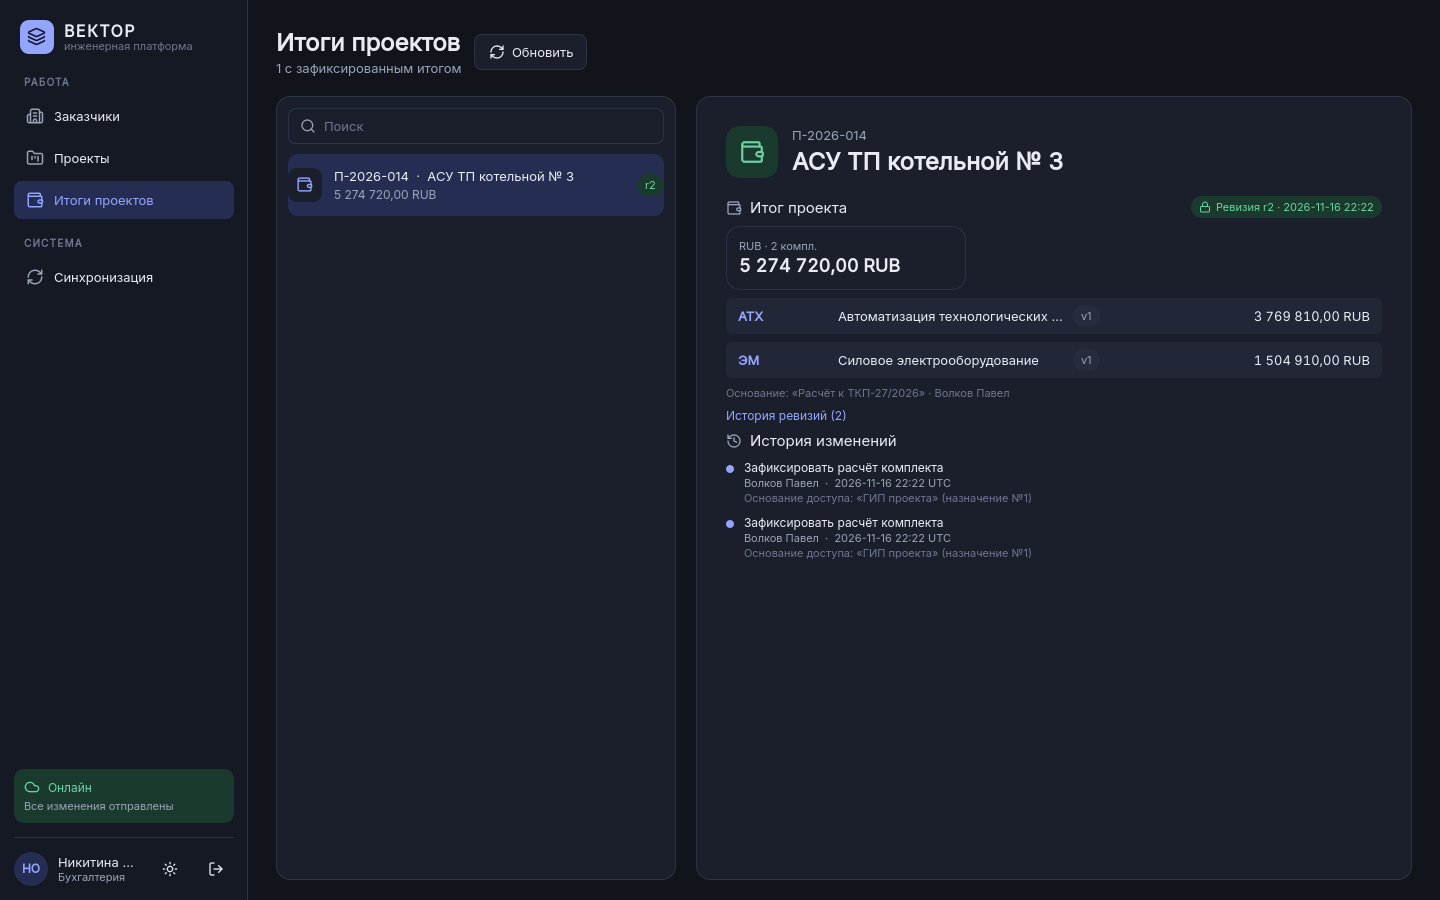 ВЕКТОР
инженерная платформа
РАБОТА
Заказчики
Проекты
Итоги проектов
СИСТЕМА
Синхронизация
Онлайн
Все изменения отправлены
НО
Никитина ...
Бухгалтерия
Итоги проектов
1 с зафиксированным итогом
Обновить
Поиск
П-2026-014 · АСУ ТП котельной № 3
5 274 720,00 RUB
r2
П-2026-014
АСУ ТП котельной № 3
Итог проекта
Ревизия r2 · 2026-11-16 22:22
RUB · 2 компл.
5 274 720,00 RUB
АТХ Автоматизация технологических ... v1 3 769 810,00 RUB
ЭМ Силовое электрооборудование v1 1 504 910,00 RUB
Основание: «Расчёт к ТКП-27/2026» · Волков Павел
История ревизий (2)
История изменений
Зафиксировать расчёт комплекта
Волков Павел · 2026-11-16 22:22 UTC
Основание доступа: «ГИП проекта» (назначение №1)
Зафиксировать расчёт комплекта
Волков Павел · 2026-11-16 22:22 UTC
Основание доступа: «ГИП проекта» (назначение №1)